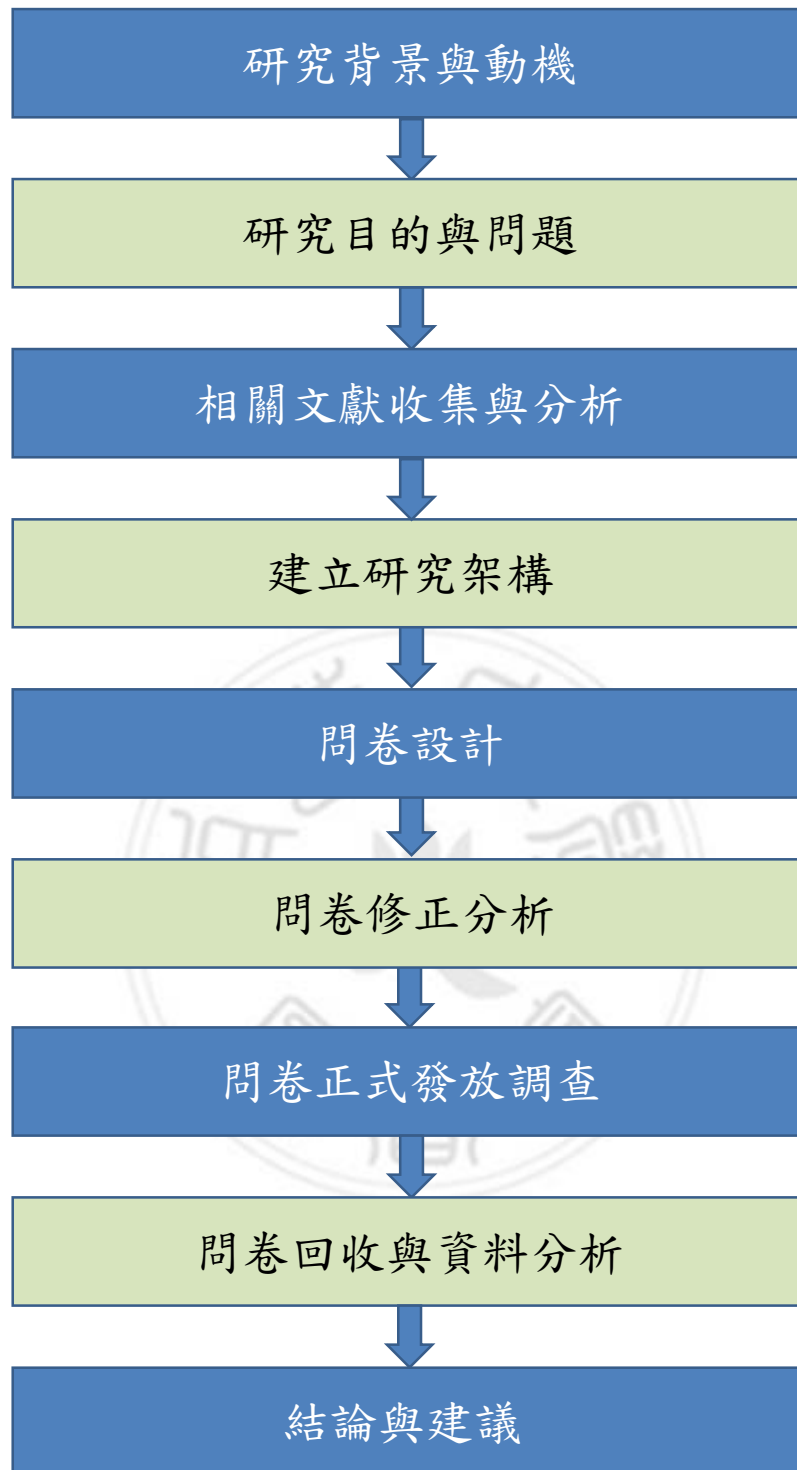 研究背景與動機
研究目的與問題
相關文獻收集與分析
建立研究架構
問卷設計
問卷修正分析
問卷正式發放調查
問卷回收與資料分析
結論與建議